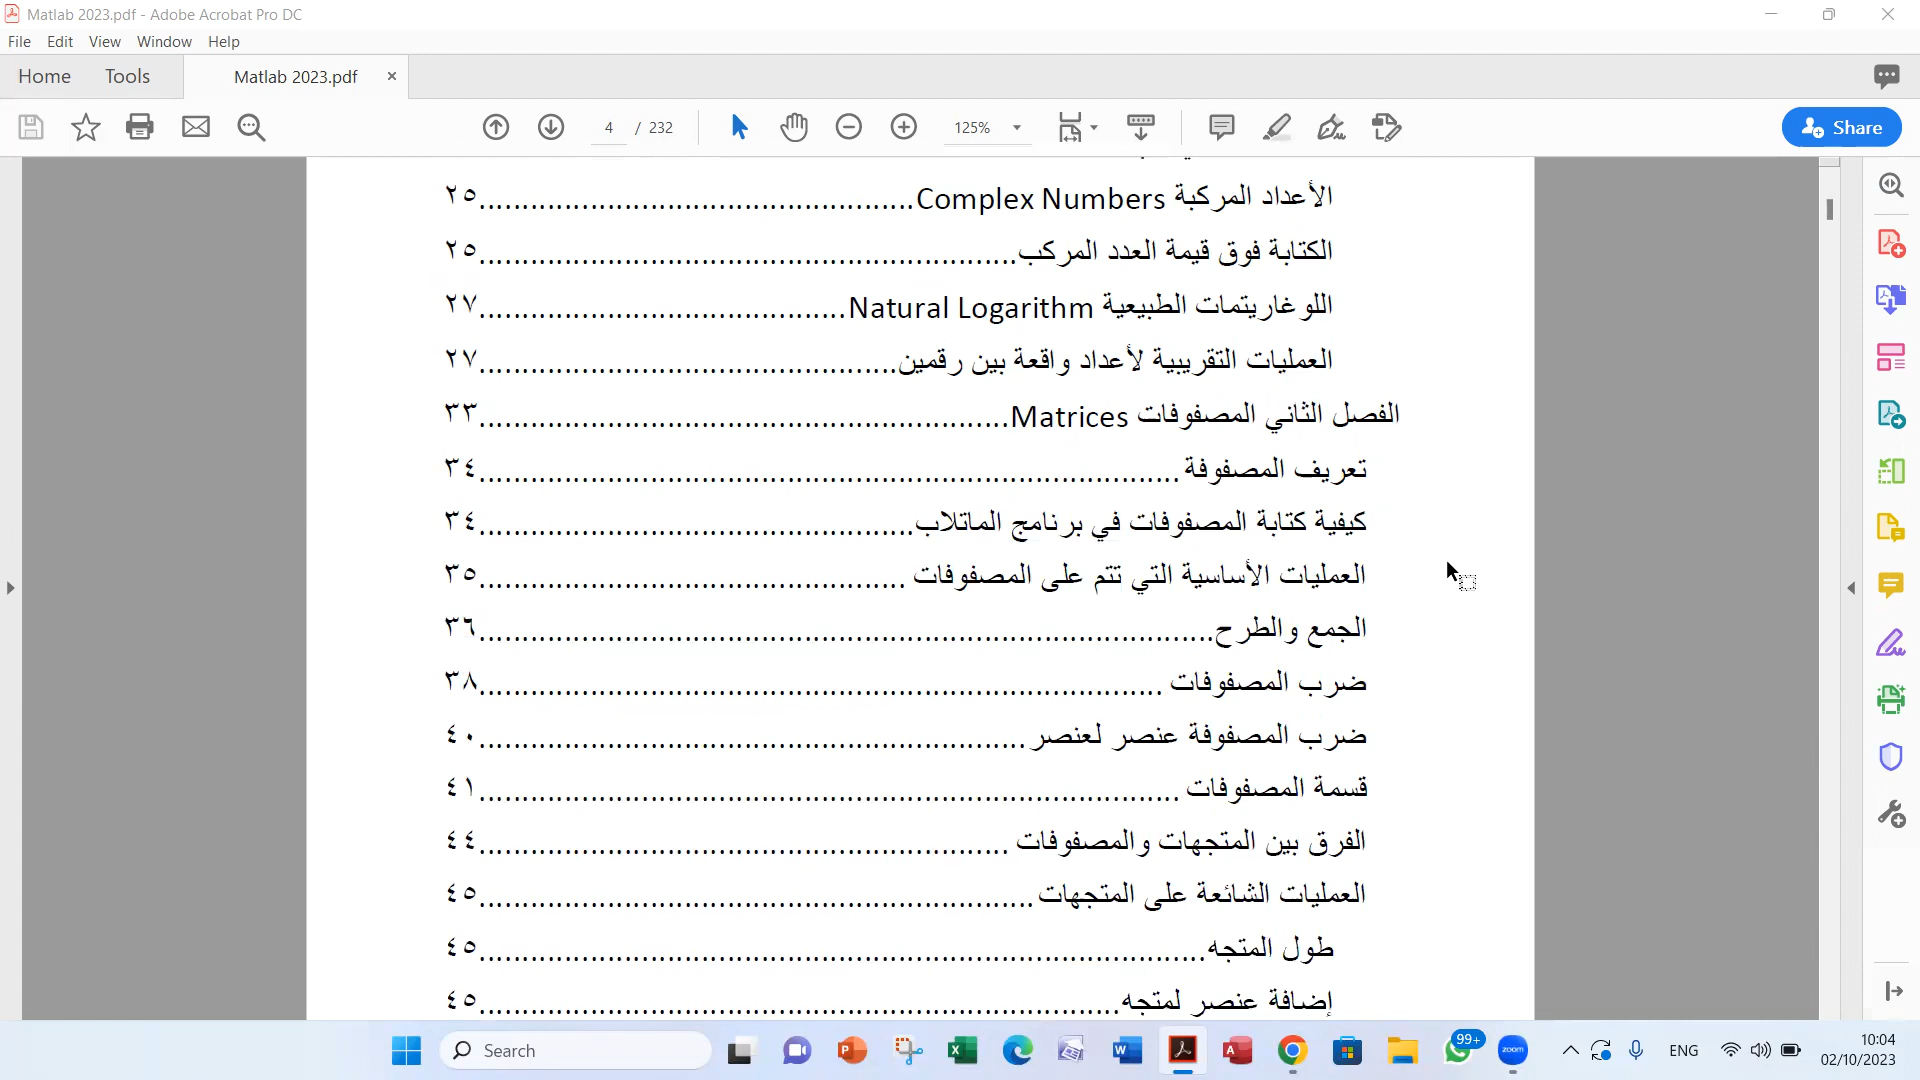 Matlab 2023.pdf - Adobe Acrobat Pro DC
File Edit View Window Help
Home Tools Matlab 2023.pdf
4 / 232 125% Share
الأعداد المركبة Complex Numbers..................................................٢٥
الكتابة فوق قيمة العدد المركب..............................................................٢٥
اللوغاريتمات الطبيعية Natural Logarithm..........................................٢٧
العمليات التقريبية لأعداد واقعة بين رقمين................................................٢٧
الفصل الثاني المصفوفات Matrices.............................................................٣٣
تعريف المصفوفة.................................................................................٣٤
كيفية كتابة المصفوفات في برنامج الماتلاب..................................................٣٤
العمليات الأساسية التي تتم على المصفوفات .................................................٣٥
الجمع والطرح.....................................................................................٣٦
ضرب المصفوفات ...............................................................................٣٨
ضرب المصفوفة عنصر لعنصر...............................................................٤٠
قسمة المصفوفات .................................................................................٤١
الفرق بين المتجهات والمصفوفات .............................................................٤٤
العمليات الشائعة على المتجهات ................................................................٤٥
طول المتجه....................................................................................٤٥
إضافة عنصر لمتجه..........................................................................٤٥
Search 99+ zoom ENG 10:04
02/10/2023